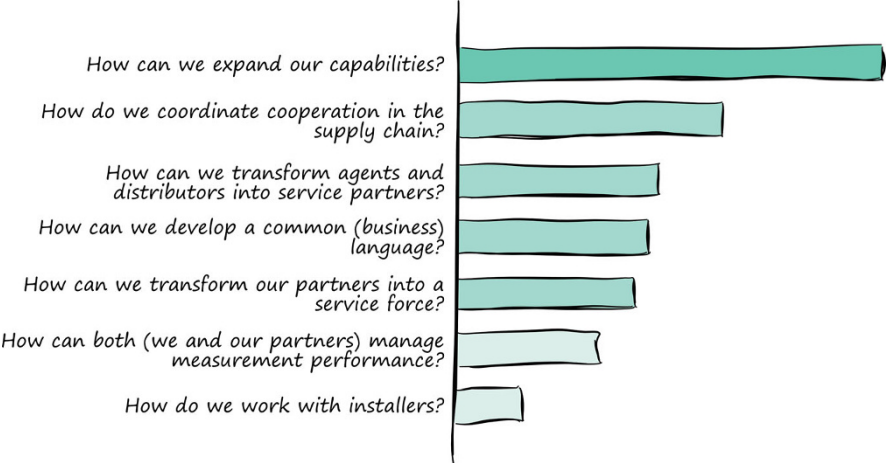 How can we expand our capabilities?
How do we coordinate cooperation in the
supply chain?
How can we transform agents and
distributors into service partners?
How can we develop a common (business)
language?
How can we transform our partners into a
service force?
How can both (we and our partners) manage
measurement performance?
How do we work with installers?